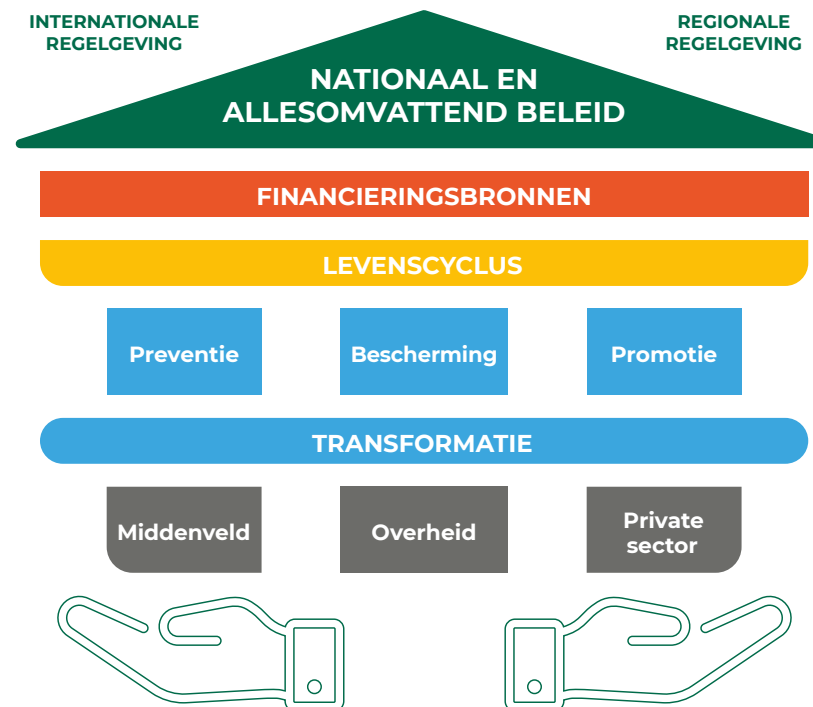 INTERNATIONALE
REGELGEVING
REGIONALE
REGELGEVING
NATIONAAL EN
ALLESOMVATTEND BELEID
FINANCIERINGSBRONNEN
LEVENSCYCLUS
Preventie
Bescherming
Promotie
TRANSFORMATIE
Middenveld
Overheid
Private
sector